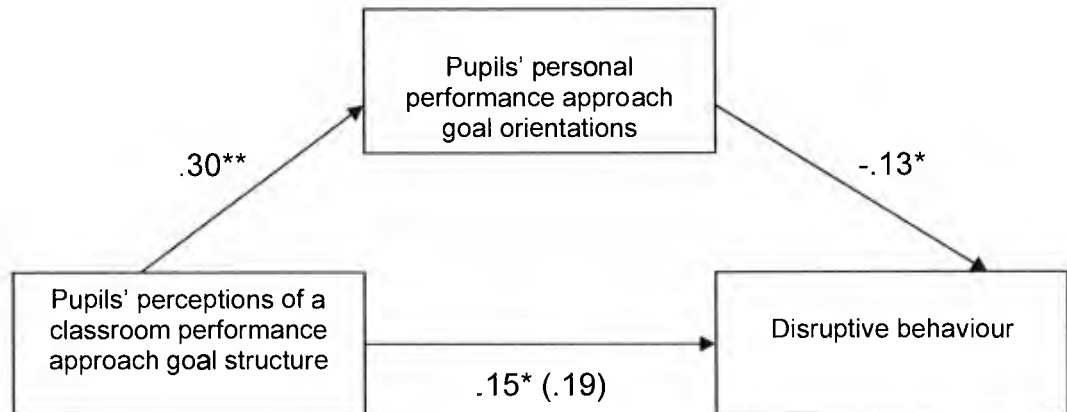 Pupils’ personal
performance approach
goal orientations
.30**
-.13*
Pupils’ perceptions of a
classroom performance
approach goal structure
Disruptive behaviour
.15* (.19)